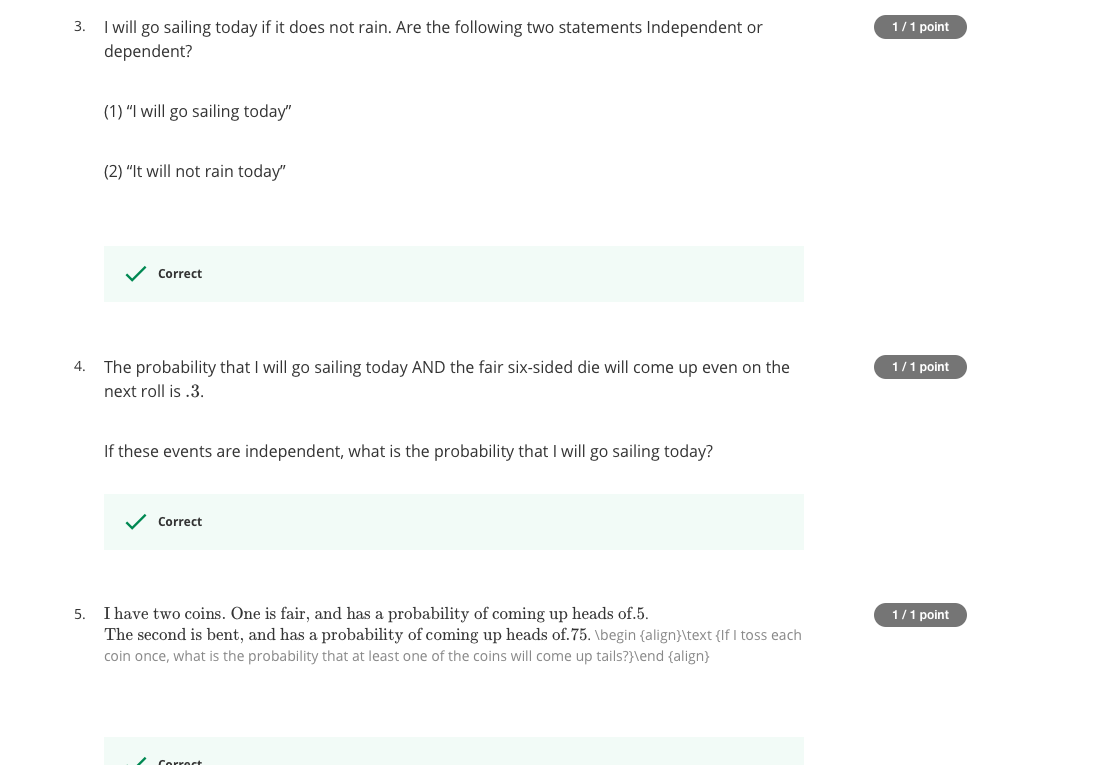 3. I will go sailing today if it does not rain. Are the following two statements Independent or
dependent?
1 / 1 point
(1) “I will go sailing today”
(2) “It will not rain today”
Correct
4. The probability that I will go sailing today AND the fair six-sided die will come up even on the
next roll is .3.
1 / 1 point
If these events are independent, what is the probability that I will go sailing today?
Correct
5. I have two coins. One is fair, and has a probability of coming up heads of.5.
The second is bent, and has a probability of coming up heads of.75. \begin {align}\text {If I toss each
coin once, what is the probability that at least one of the coins will come up tails?}\end {align}
1 / 1 point
Correct